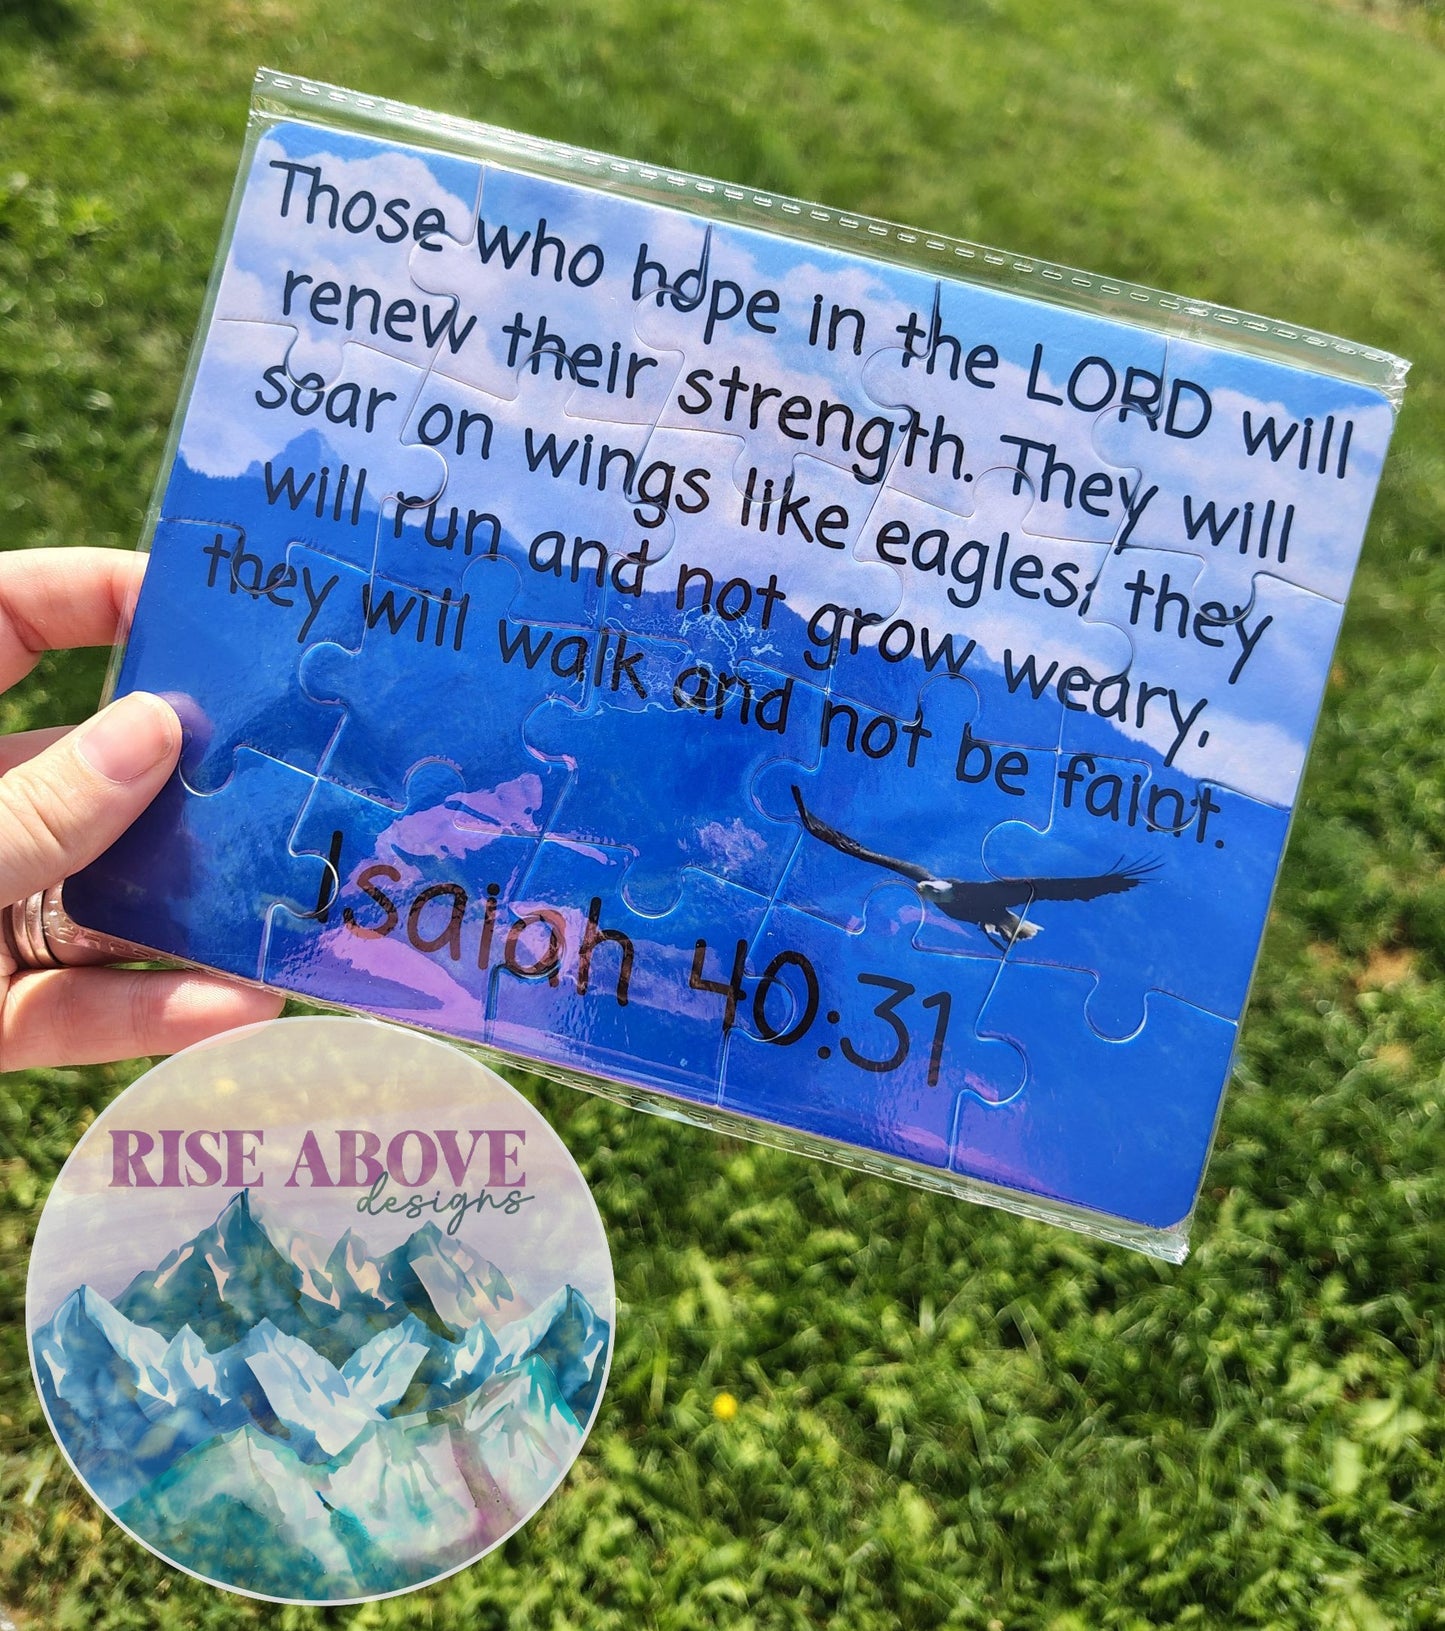 Those who hope in the LORD will
renew their strength. They will
soar on wings like eagles; they
will run and not grow weary,
they will walk and not be faint.
Isaiah 40:31
RISE ABOVE
designs